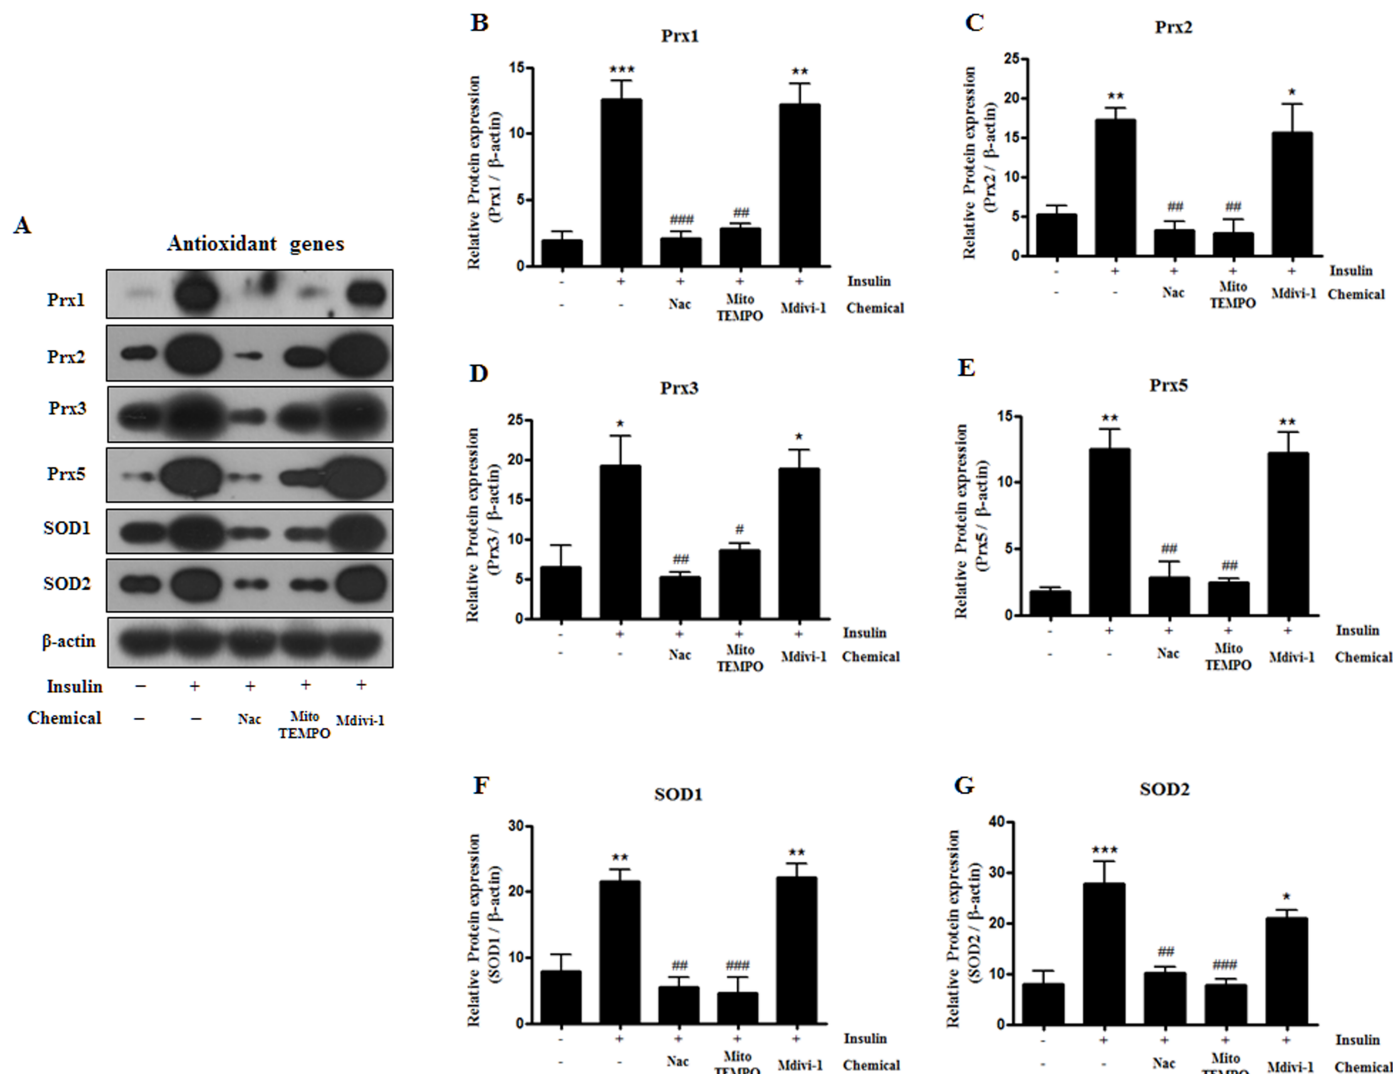 A
Antioxidant genes
Prx1
Prx2
Prx3
Prx5
SOD1
SOD2
β-actin
Insulin – + + + +
Chemical – – Nac Mito TEMPO Mdivi-1
B
Prx1
Relative Protein expression
(Prx1 / β-actin)
15
10
5
0
***
###
##
**
- + + + + Insulin
- - Nac Mito TEMPO Mdivi-1 Chemical
C
Prx2
Relative Protein expression
(Prx2 / β-actin)
25
20
15
10
5
0
**
##
##
*
- + + + + Insulin
- - Nac Mito TEMPO Mdivi-1 Chemical
D
Prx3
Relative Protein expression
(Prx3 / β-actin)
25
20
15
10
5
0
*
##
#
*
- + + + + Insulin
- - Nac Mito TEMPO Mdivi-1 Chemical
E
Prx5
Relative Protein expression
(Prx5 / β-actin)
15
10
5
0
**
##
##
**
- + + + + Insulin
- - Nac Mito TEMPO Mdivi-1 Chemical
F
SOD1
Relative Protein expression
(SOD1 / β-actin)
30
20
10
0
**
##
###
**
- + + + + Insulin
- - Nac Mito TEMPO Mdivi-1 Chemical
G
SOD2
Relative Protein expression
(SOD2 / β-actin)
40
30
20
10
0
***
##
###
*
- + + + + Insulin
- - Nac Mito TEMPO Mdivi-1 Chemical